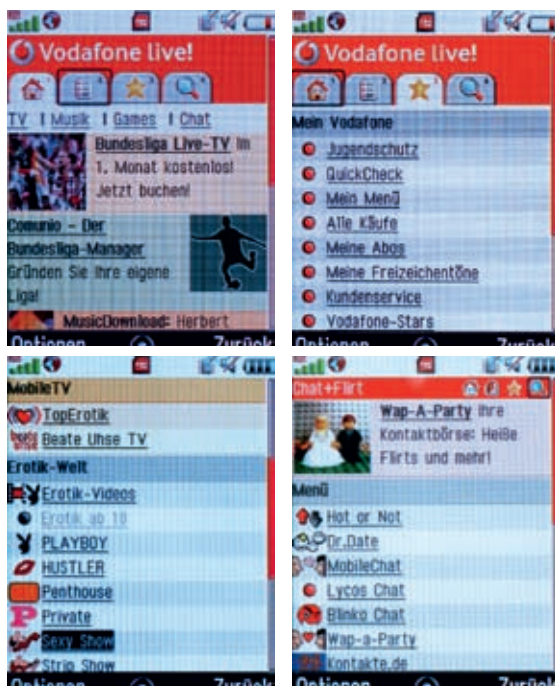 Vodafone live!
TV | Musik | Games | Chat
Bundesliga Live-TV Im
1. Monat kostenlos!
Jetzt buchen!
Comunio - Der
Bundesliga-Manager
Gründen Sie Ihre eigene
Liga!
MusicDownload: Herbert
Optionen Zurück
Vodafone live!
Mein Vodafone
Jugendschutz
QuickCheck
Mein Menü
Alle Käufe
Meine Abos
Meine Freizeichentöne
Kundenservice
Vodafone-Stars
Optionen Zurück
MobileTV
TopErotik
Beate Uhse TV
Erotik-Welt
Erotik-Videos
Erotik ab 18
PLAYBOY
HUSTLER
Penthouse
Private
Sexy Show
Strip Show
Optionen Zurück
Chat+Flirt
Wap-A-Party Ihre
Kontaktbörse: Heiße
Flirts und mehr!
Menü
Hot or Not
Dr.Date
MobileChat
Lycos Chat
Blinko Chat
Wap-a-Party
Kontakte.de
Optionen Zurück